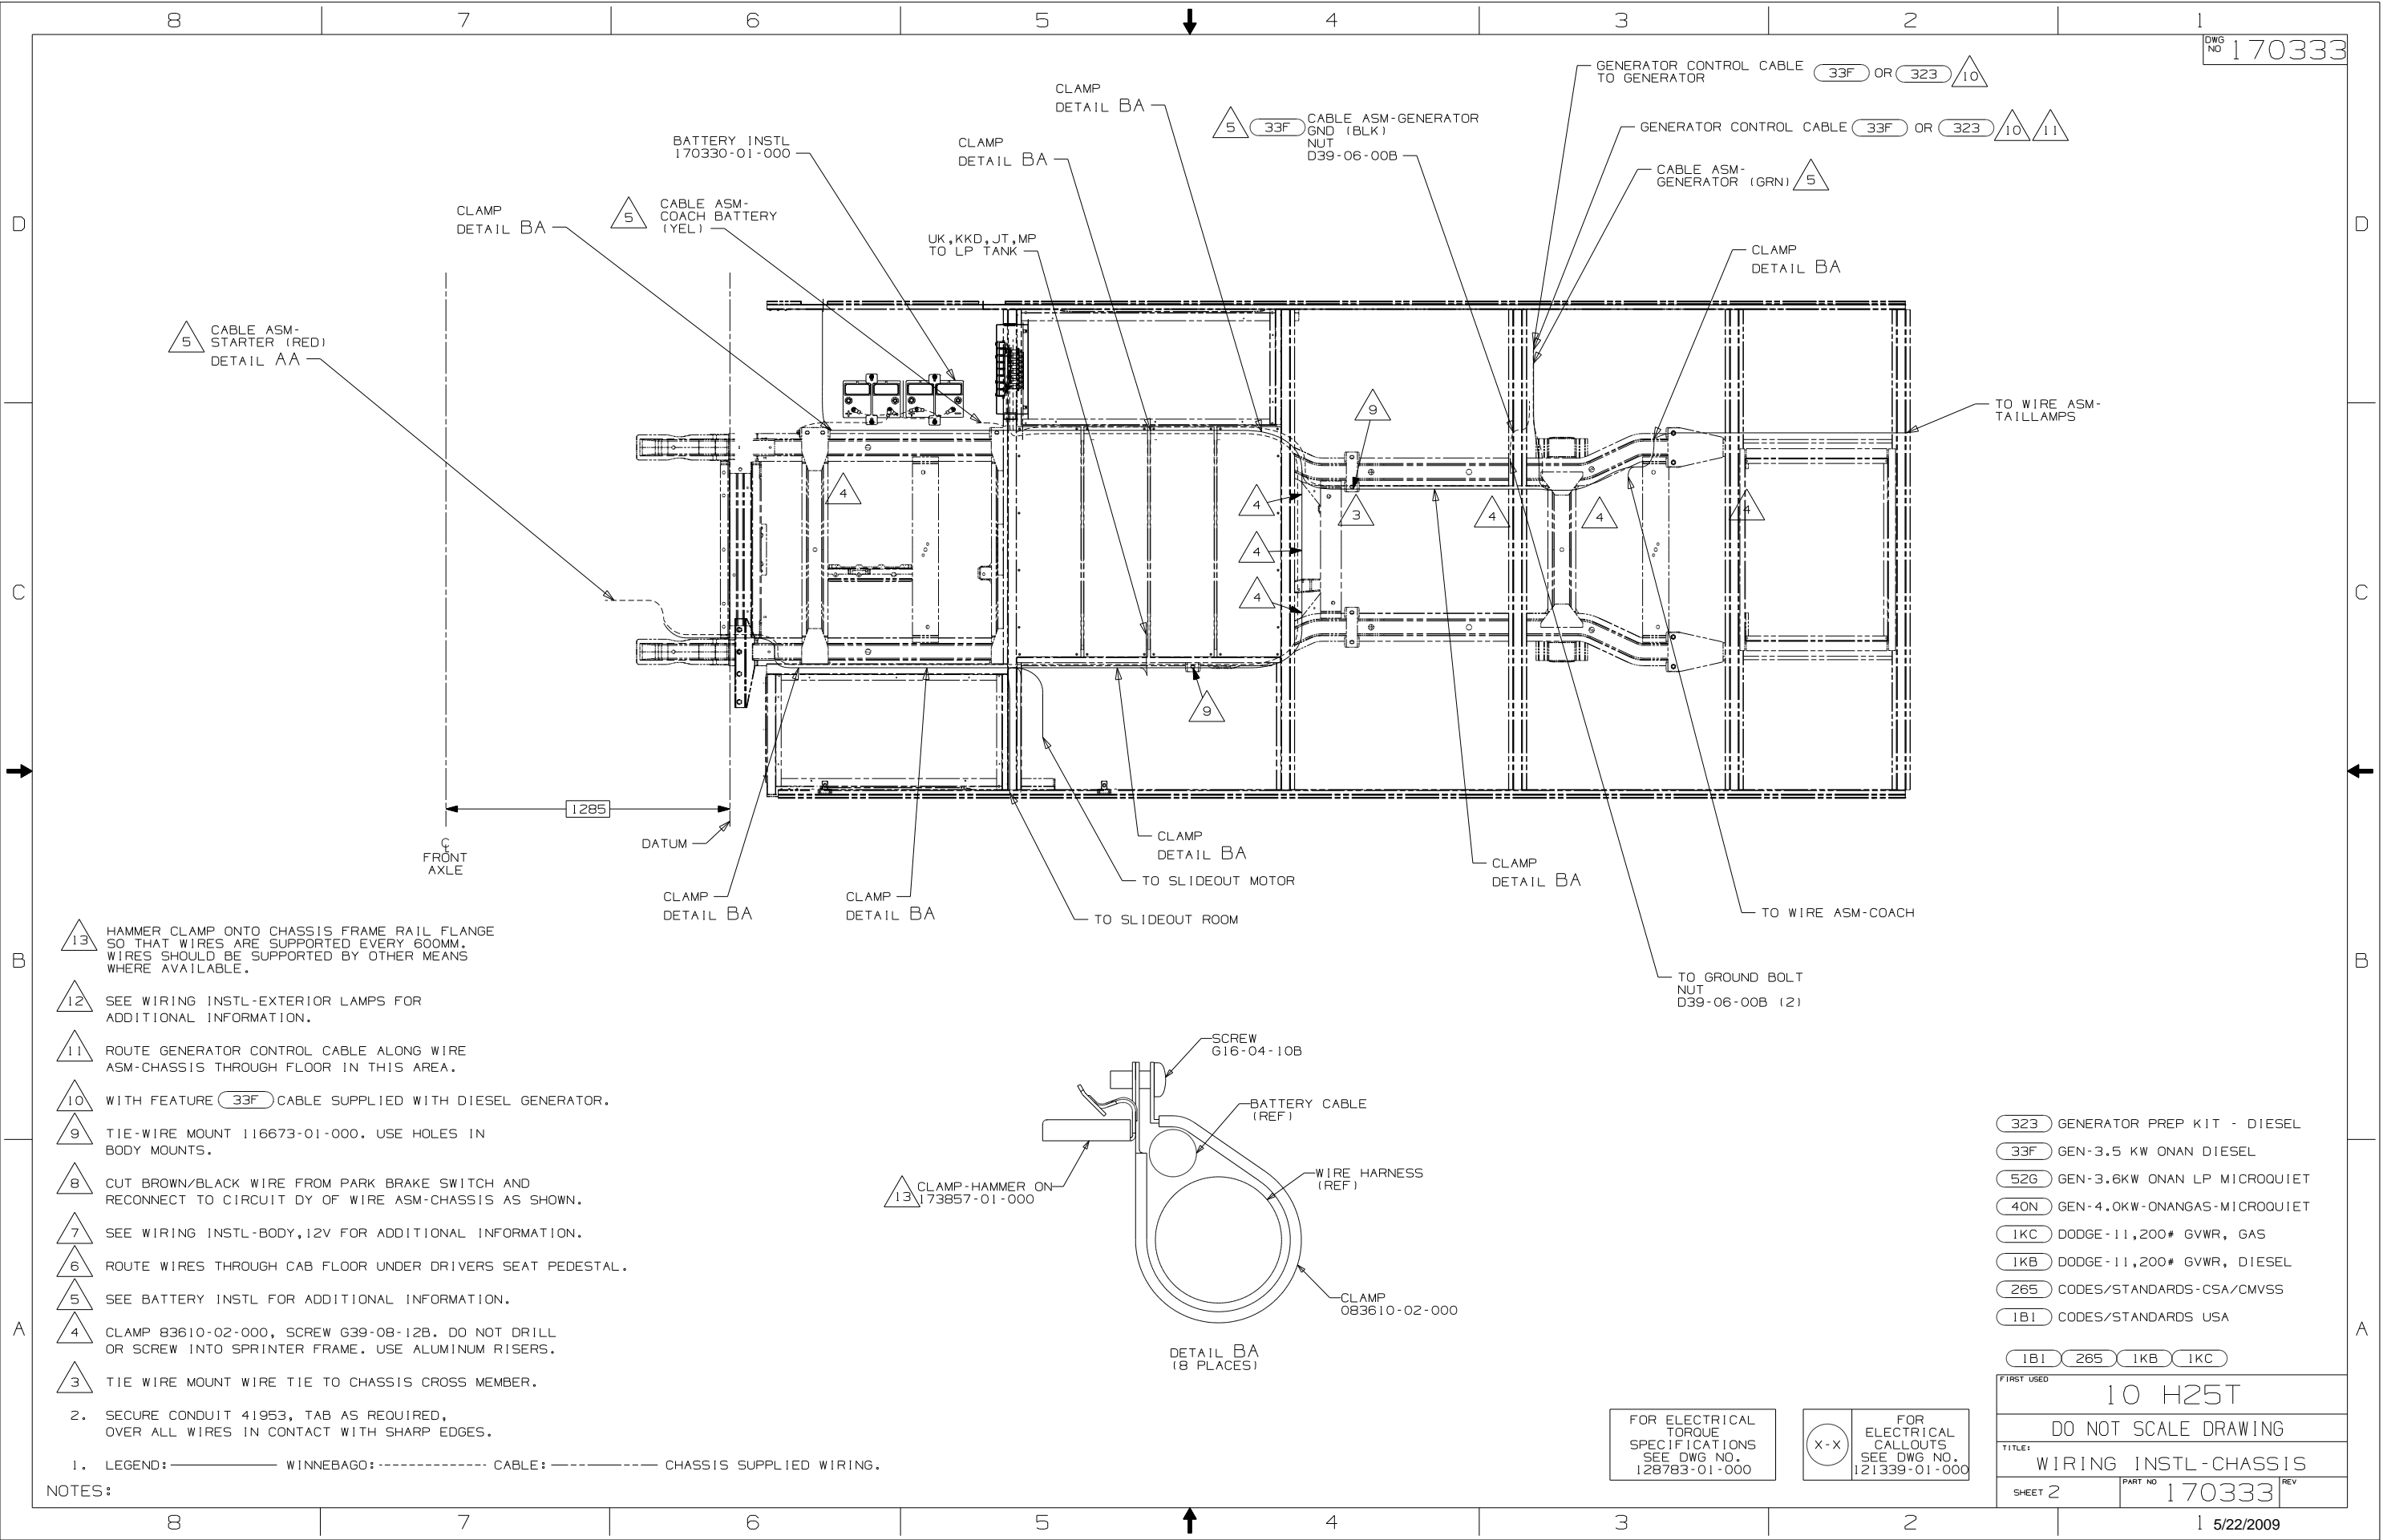 8 7 6 5 4 3 2 1
DWG NO 170333
GENERATOR CONTROL CABLE
TO GENERATOR
33F OR 323 10
CLAMP
DETAIL BA
5 33F CABLE ASM-GENERATOR
GND (BLK)
NUT
D39-06-00B
GENERATOR CONTROL CABLE 33F OR 323 10 11
BATTERY INSTL
170330-01-000
CLAMP
DETAIL BA
CABLE ASM-
GENERATOR (GRN) 5
CLAMP
DETAIL BA
5 CABLE ASM-
COACH BATTERY
(YEL)
D
D
UK,KKD,JT,MP
TO LP TANK
CLAMP
DETAIL BA
5 CABLE ASM-
STARTER (RED)
DETAIL AA
TO WIRE ASM-
TAILLAMPS
9
4
4
3
4
4
4
4
4
C
C
9
1285
℄
FRONT
AXLE
DATUM
CLAMP
DETAIL BA
CLAMP
DETAIL BA
TO SLIDEOUT MOTOR
CLAMP
DETAIL BA
CLAMP
DETAIL BA
TO SLIDEOUT ROOM
TO WIRE ASM-COACH
TO GROUND BOLT
NUT
D39-06-00B (2)
B
B
13 HAMMER CLAMP ONTO CHASSIS FRAME RAIL FLANGE
SO THAT WIRES ARE SUPPORTED EVERY 600MM.
WIRES SHOULD BE SUPPORTED BY OTHER MEANS
WHERE AVAILABLE.
12 SEE WIRING INSTL-EXTERIOR LAMPS FOR
ADDITIONAL INFORMATION.
11 ROUTE GENERATOR CONTROL CABLE ALONG WIRE
ASM-CHASSIS THROUGH FLOOR IN THIS AREA.
10 WITH FEATURE 33F CABLE SUPPLIED WITH DIESEL GENERATOR.
9 TIE-WIRE MOUNT 116673-01-000. USE HOLES IN
BODY MOUNTS.
8 CUT BROWN/BLACK WIRE FROM PARK BRAKE SWITCH AND
RECONNECT TO CIRCUIT DY OF WIRE ASM-CHASSIS AS SHOWN.
7 SEE WIRING INSTL-BODY,12V FOR ADDITIONAL INFORMATION.
6 ROUTE WIRES THROUGH CAB FLOOR UNDER DRIVERS SEAT PEDESTAL.
5 SEE BATTERY INSTL FOR ADDITIONAL INFORMATION.
4 CLAMP 83610-02-000, SCREW G39-08-12B. DO NOT DRILL
OR SCREW INTO SPRINTER FRAME. USE ALUMINUM RISERS.
3 TIE WIRE MOUNT WIRE TIE TO CHASSIS CROSS MEMBER.
2. SECURE CONDUIT 41953, TAB AS REQUIRED,
OVER ALL WIRES IN CONTACT WITH SHARP EDGES.
1. LEGEND: WINNEBAGO: CABLE: CHASSIS SUPPLIED WIRING.
NOTES:
SCREW
G16-04-10B
BATTERY CABLE
(REF)
WIRE HARNESS
(REF)
13 CLAMP-HAMMER ON
173857-01-000
CLAMP
083610-02-000
DETAIL BA
(8 PLACES)
323 GENERATOR PREP KIT - DIESEL
33F GEN-3.5 KW ONAN DIESEL
52G GEN-3.6KW ONAN LP MICROQUIET
40N GEN-4.0KW-ONANGAS-MICROQUIET
1KC DODGE-11,200# GVWR, GAS
1KB DODGE-11,200# GVWR, DIESEL
265 CODES/STANDARDS-CSA/CMVSS
1B1 CODES/STANDARDS USA
A
A
1B1 265 1KB 1KC
FIRST USED
10 H25T
DO NOT SCALE DRAWING
TITLE:
WIRING INSTL-CHASSIS
SHEET 2 PART NO 170333 REV
FOR ELECTRICAL
TORQUE
SPECIFICATIONS
SEE DWG NO.
128783-01-000
X-X
FOR
ELECTRICAL
CALLOUTS
SEE DWG NO.
121339-01-000
8 7 6 5 4 3 2 1 5/22/2009